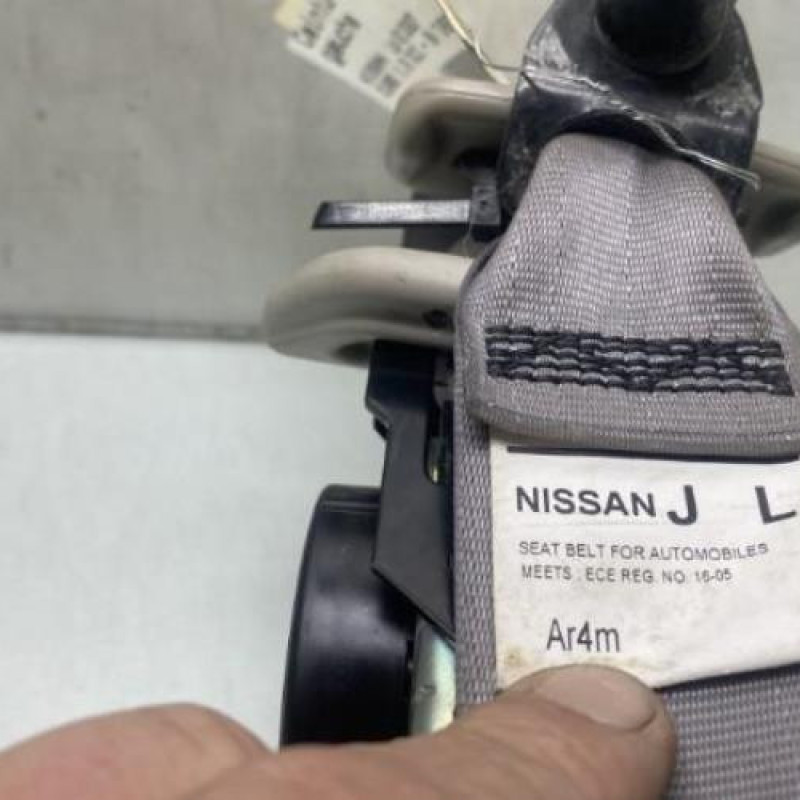 NISSAN J L
SEAT BELT FOR AUTOMOBILES
MEETS : ECE REG. NO. 16-05
Ar4m